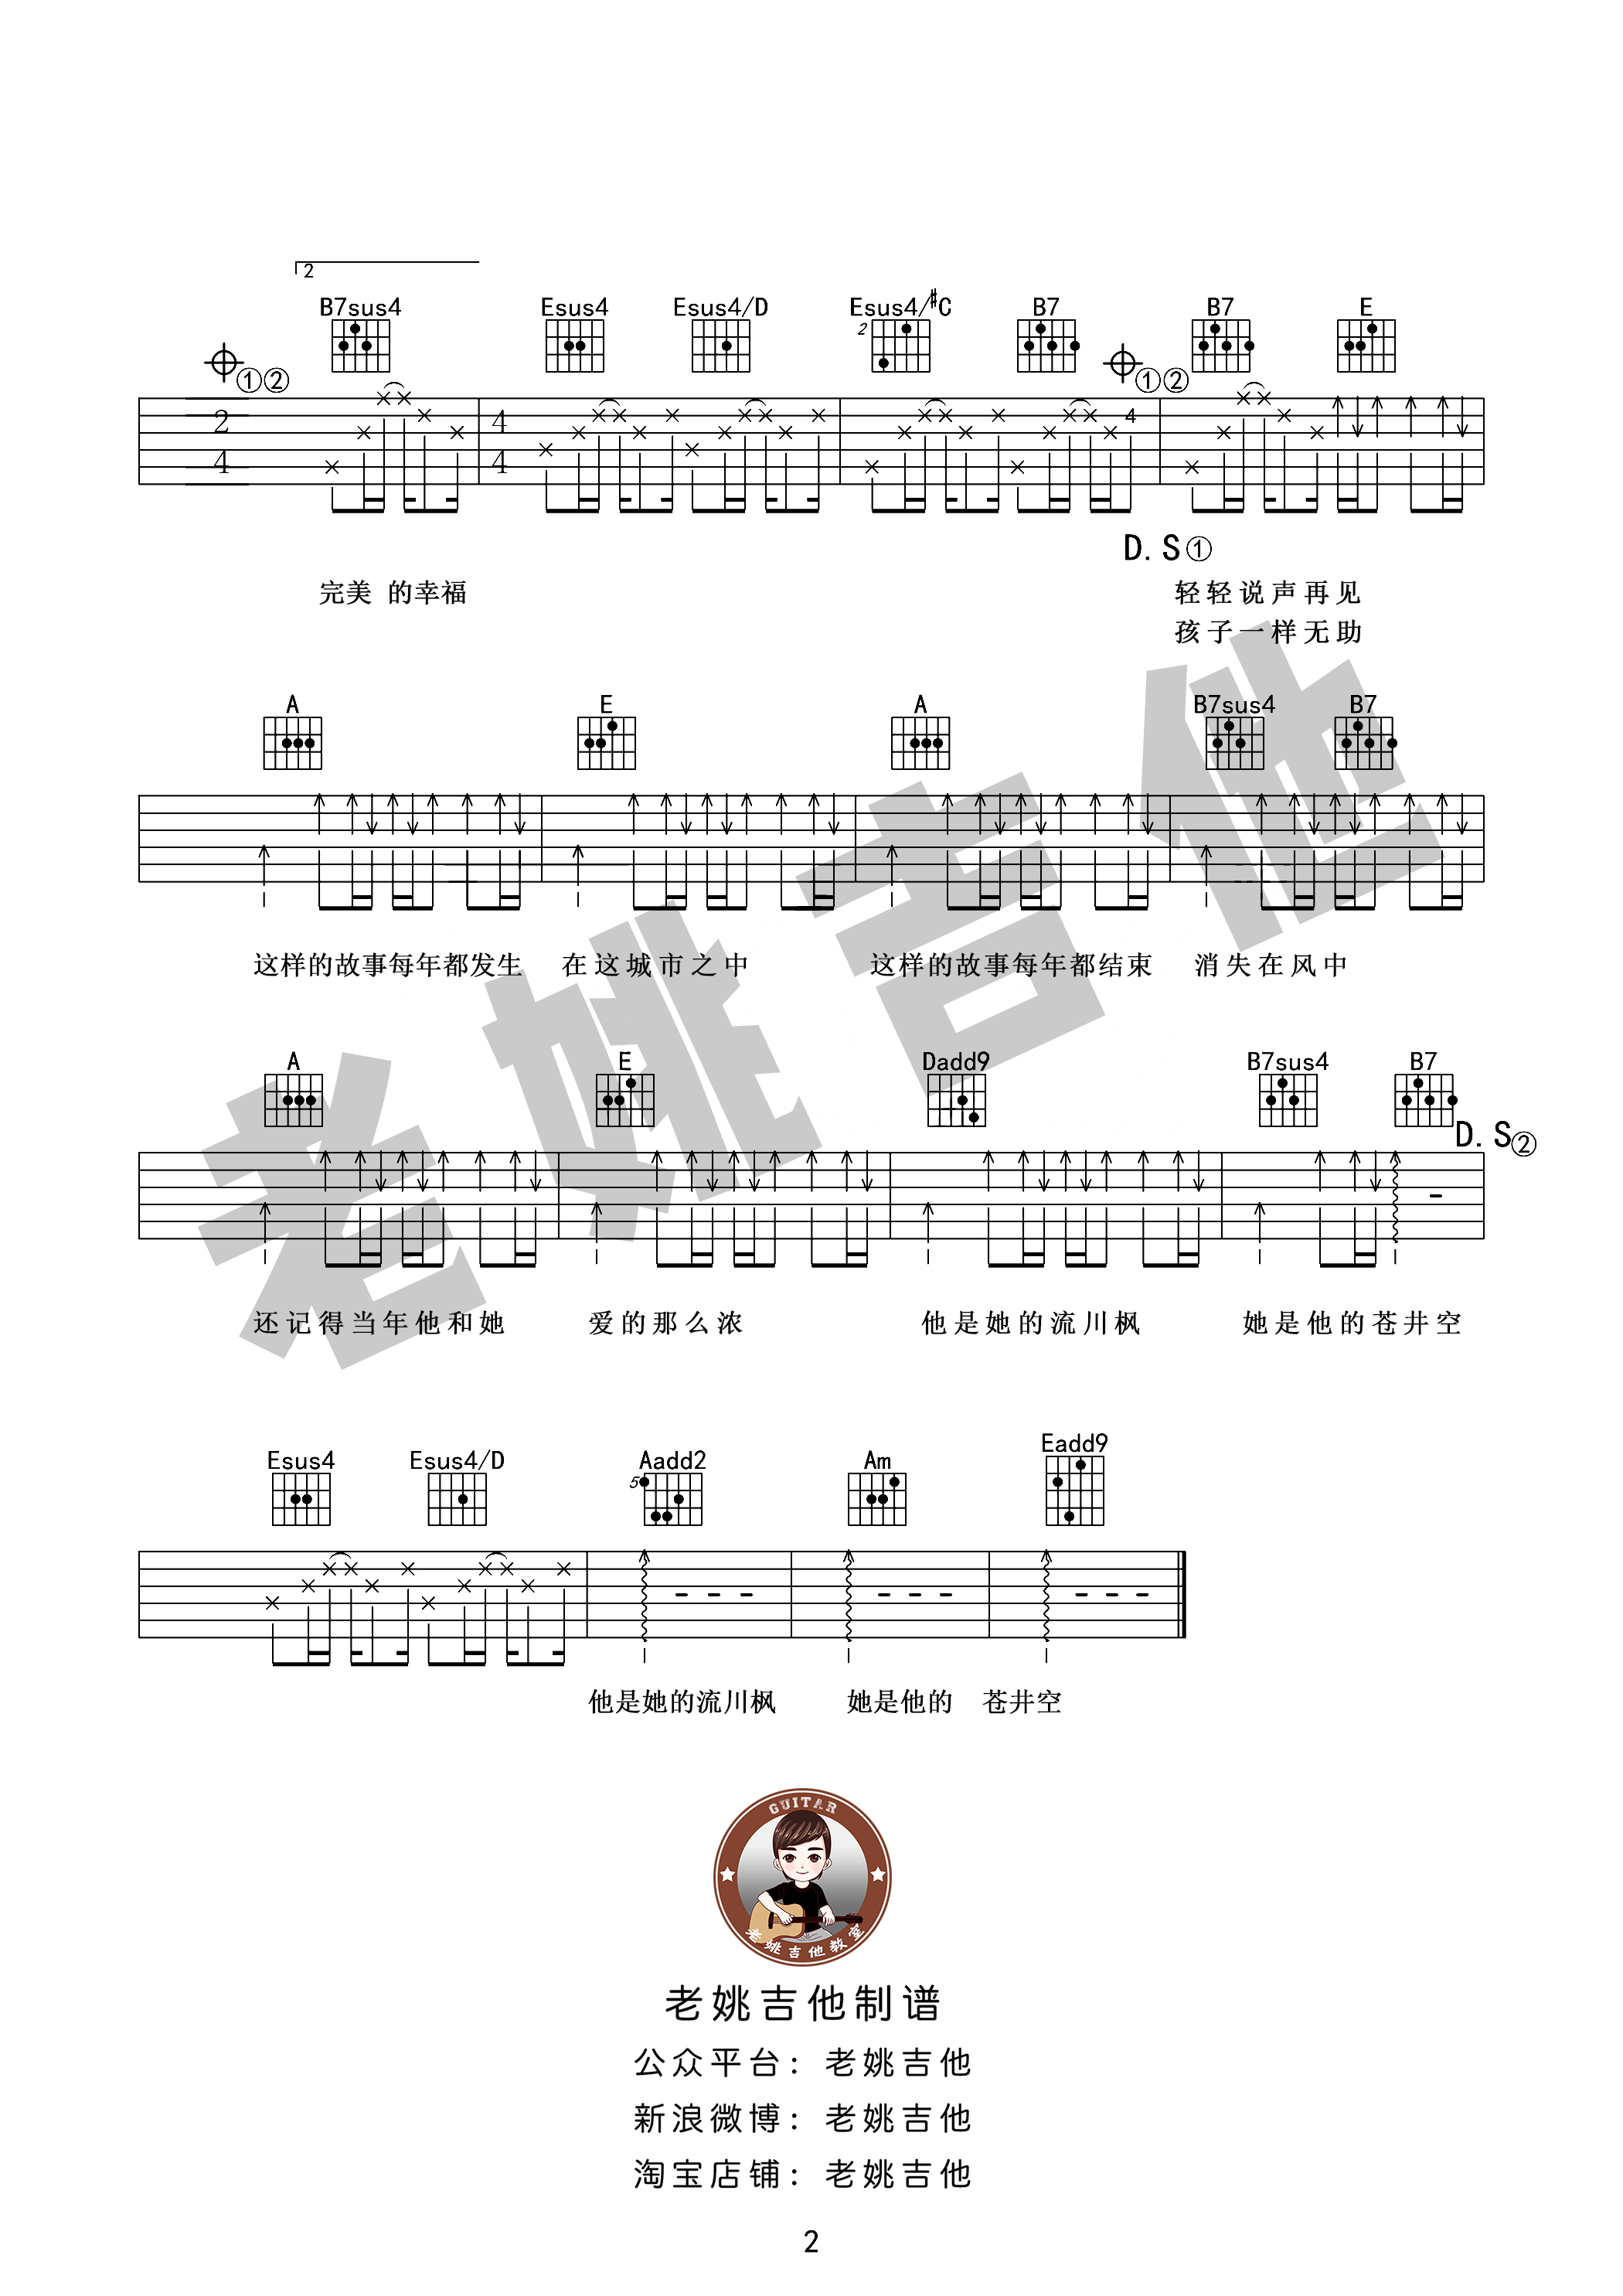 2
B7sus4 Esus4 Esus4/D Esus4/#C B7 B7 E
2
①② ①②
2 4 4
4 4
D.S①
完美 的幸福 轻轻说声再见
孩子一样无助
A E A B7sus4 B7
这样的故事每年都发生 在这城市之中 这样的故事每年都结束 消失在风中
A E Dadd9 B7sus4 B7
D.S②
还记得当年他和她 爱的那么浓 他是她的流川枫 她是他的苍井空
Esus4 Esus4/D Aadd2 Am Eadd9
5
他是她的流川枫 她是他的 苍井空
老姚吉他
GUITAR
老姚吉他教室
老姚吉他制谱
公众平台：老姚吉他
新浪微博：老姚吉他
淘宝店铺：老姚吉他
2